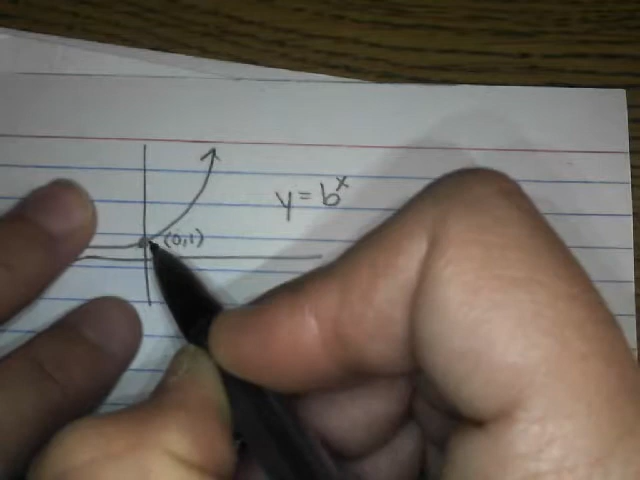 y = b^x
(0,1)